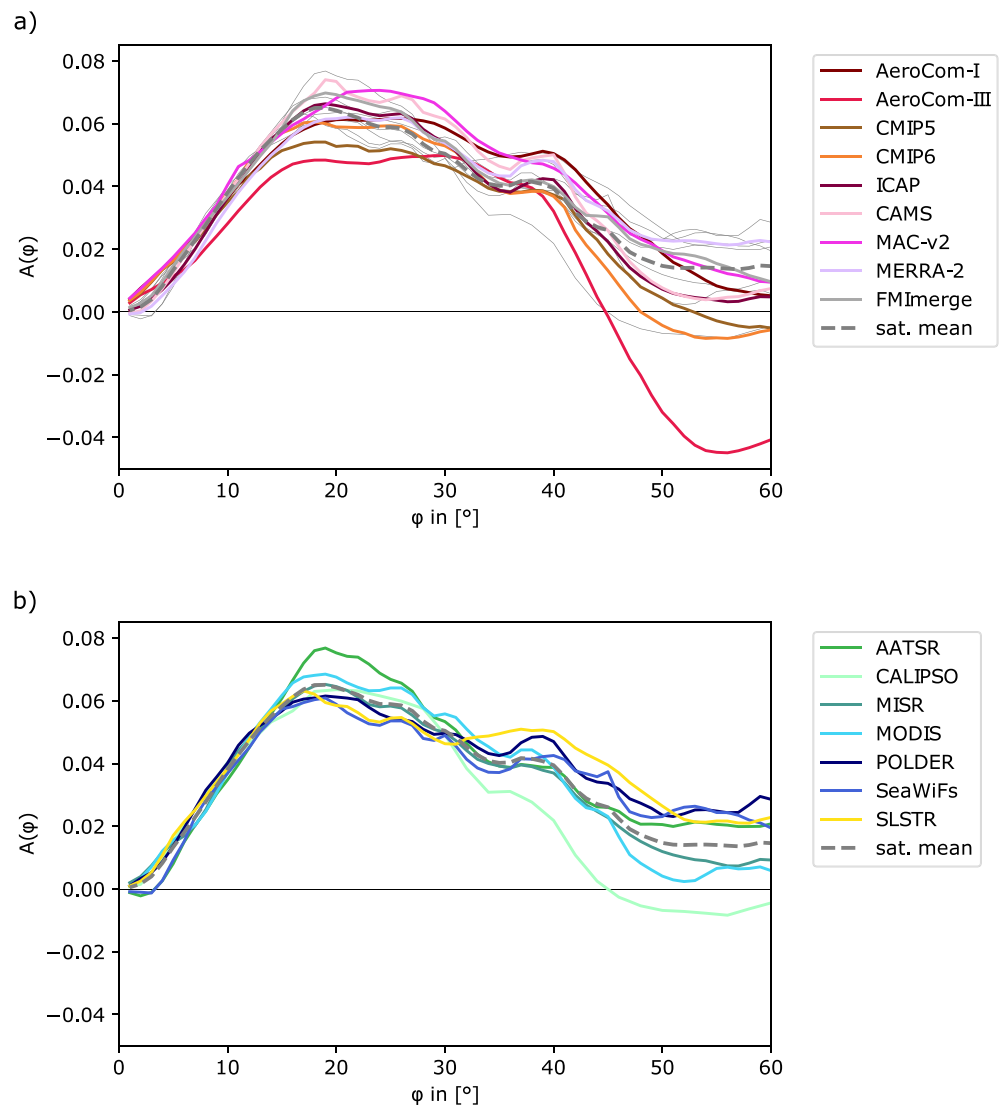 a)
0.08
0.06
0.04
0.02
0.00
−0.02
−0.04
A(φ)
0 10 20 30 40 50 60
φ in [°]
AeroCom-I
AeroCom-III
CMIP5
CMIP6
ICAP
CAMS
MAC-v2
MERRA-2
FMImerge
sat. mean
b)
0.08
0.06
0.04
0.02
0.00
−0.02
−0.04
A(φ)
0 10 20 30 40 50 60
φ in [°]
AATSR
CALIPSO
MISR
MODIS
POLDER
SeaWiFs
SLSTR
sat. mean